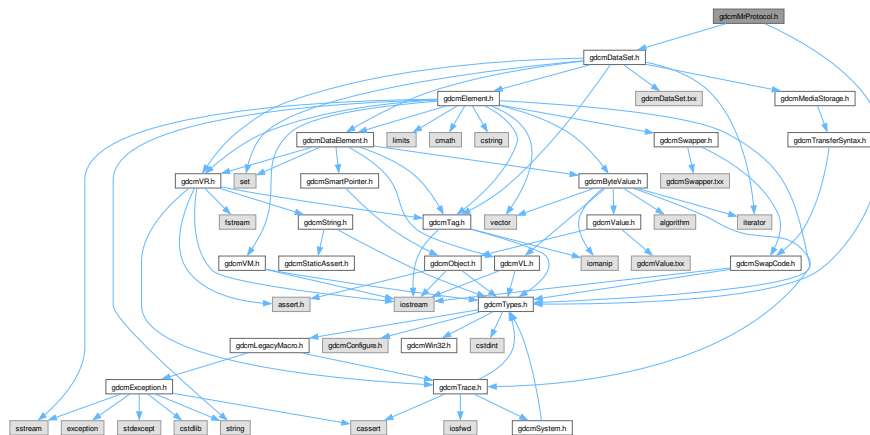 gdcmMrProtocol.h
gdcmDataSet.h
gdcmElement.h
gdcmDataSet.txx
gdcmMediaStorage.h
gdcmDataElement.h
limits
cmath
cstring
gdcmSwapper.h
gdcmTransferSyntax.h
gdcmVR.h
set
gdcmSmartPointer.h
gdcmByteValue.h
gdcmSwapper.txx
fstream
gdcmString.h
gdcmTag.h
vector
gdcmValue.h
algorithm
iterator
gdcmVM.h
gdcmStaticAssert.h
gdcmObject.h
gdcmVL.h
iomanip
gdcmValue.txx
gdcmSwapCode.h
assert.h
iostream
gdcmTypes.h
gdcmLegacyMacro.h
gdcmConfigure.h
gdcmWin32.h
cstdint
gdcmException.h
gdcmTrace.h
sstream
exception
stdexcept
cstdlib
string
cassert
iosfwd
gdcmSystem.h